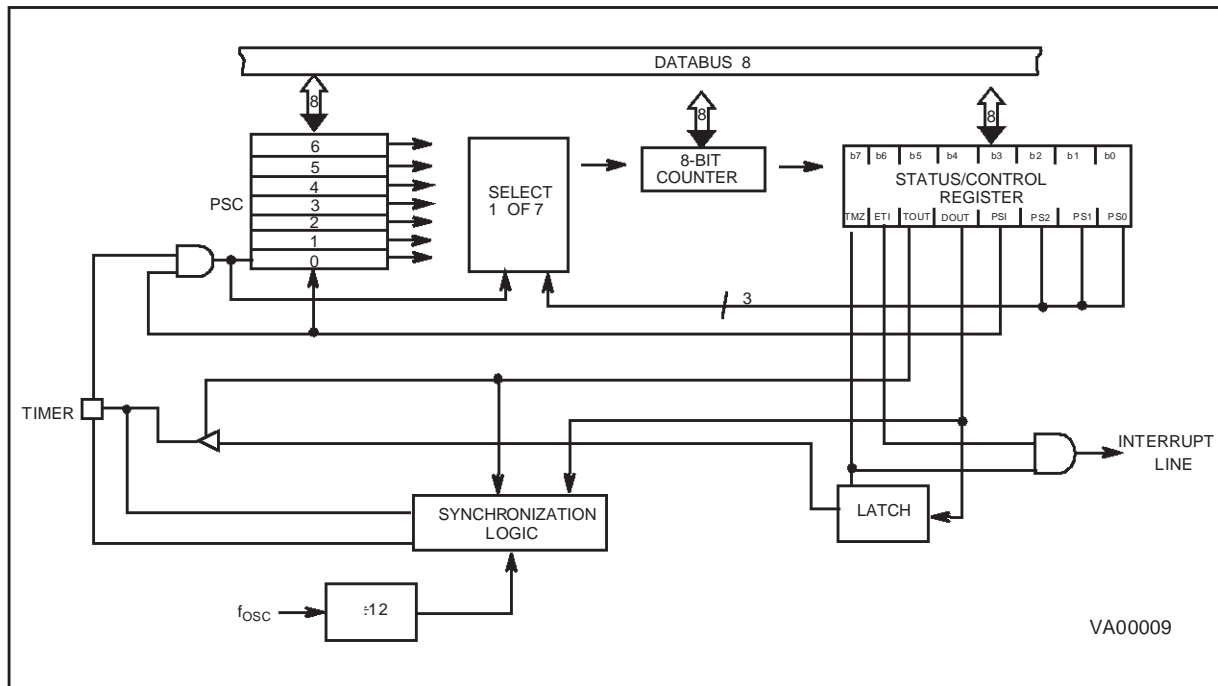 DATABUS 8
8
8
8
6
5
4
3
2
1
0
PSC
SELECT
1 OF 7
8-BIT
COUNTER
b7 b6 b5 b4 b3 b2 b1 b0
STATUS/CONTROL
REGISTER
TMZ ETI TOUT DOUT PSI PS2 PS1 PS0
3
TIMER
INTERRUPT
LINE
SYNCHRONIZATION
LOGIC
LATCH
fOSC
÷12
VA00009